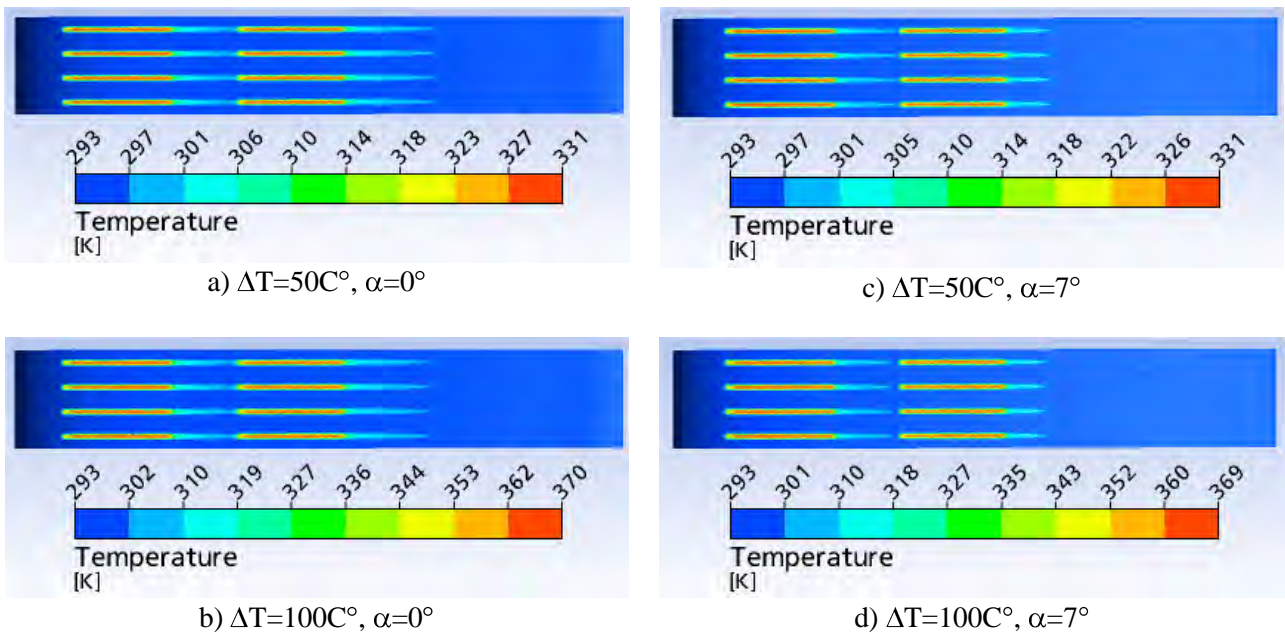 293 297 301 306 310 314 318 323 327 331
Temperature
[K]
a) ΔT=50C°, α=0°
293 297 301 305 310 314 318 322 326 331
Temperature
[K]
c) ΔT=50C°, α=7°
293 302 310 319 327 336 344 353 362 370
Temperature
[K]
b) ΔT=100C°, α=0°
293 301 310 318 327 335 343 352 360 369
Temperature
[K]
d) ΔT=100C°, α=7°